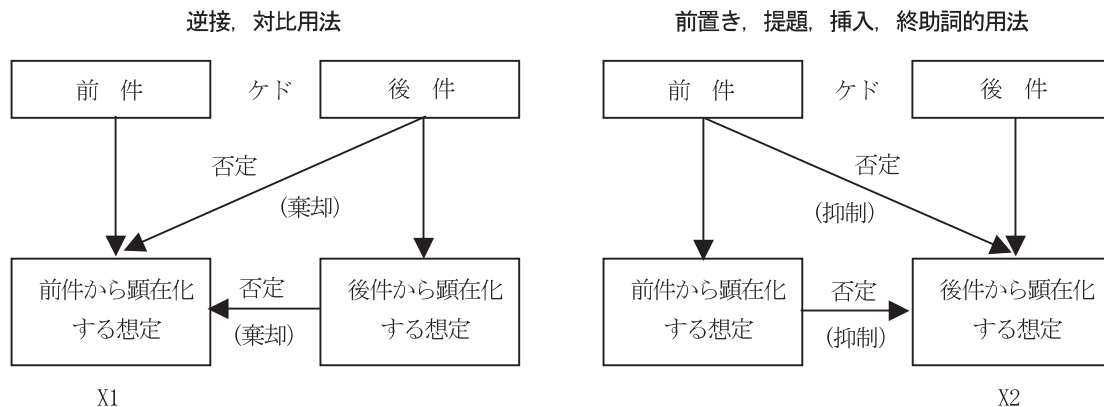 逆接，対比用法
前件
ケド
後件
否定
(棄却)
前件から顕在化
する想定
否定
(棄却)
後件から顕在化
する想定
X1
前置き，提題，挿入，終助詞的用法
前件
ケド
後件
否定
(抑制)
前件から顕在化
する想定
否定
(抑制)
後件から顕在化
する想定
X2